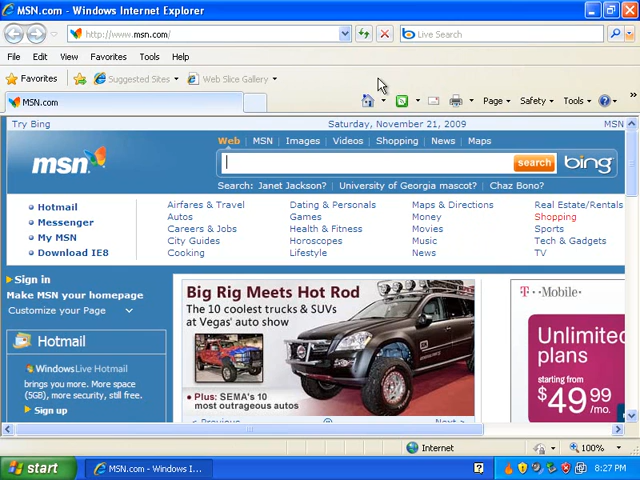 MSN.com - Windows Internet Explorer
http://www.msn.com/
Live Search
File Edit View Favorites Tools Help
Favorites Suggested Sites Web Slice Gallery
MSN.com
Page Safety Tools
Try Bing Saturday, November 21, 2009 MSN
Web MSN Images Videos Shopping News Maps
msn
search bing
Search: Janet Jackson? University of Georgia mascot? Chaz Bono?
Hotmail
Messenger
My MSN
Download IE8
Airfares & Travel Dating & Personals Maps & Directions Real Estate/Rentals
Autos Games Money Shopping
Careers & Jobs Health & Fitness Movies Sports
City Guides Horoscopes Music Tech & Gadgets
Cooking Lifestyle News TV
Sign in
Make MSN your homepage
Customize your Page
Hotmail
WindowsLive Hotmail
brings you more. More space
(5GB), more security, still free.
Sign up
Big Rig Meets Hot Rod
The 10 coolest trucks & SUVs
at Vegas' auto show
Plus: SEMA's 10
most outrageous autos
Previous Next
T · · Mobile ·
Unlimited
plans
starting from
$49.99
/mo.
Internet 100%
start MSN.com - Windows I... 8:27 PM